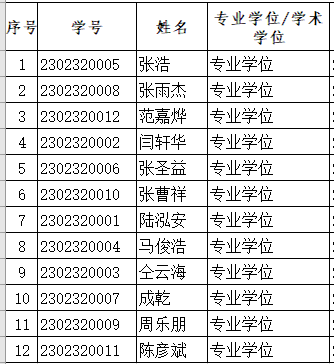 序号 学号 姓名 专业学位/学术
学位
1 2302320005 张浩 专业学位
2 2302320008 张雨杰 专业学位
3 2302320012 范嘉烨 专业学位
4 2302320002 闫轩华 专业学位
5 2302320006 张圣益 专业学位
6 2302320010 张曹祥 专业学位
7 2302320001 陆泓安 专业学位
8 2302320004 马俊浩 专业学位
9 2302320003 仝云海 专业学位
10 2302320007 成乾 专业学位
11 2302320009 周乐朋 专业学位
12 2302320011 陈彦斌 专业学位